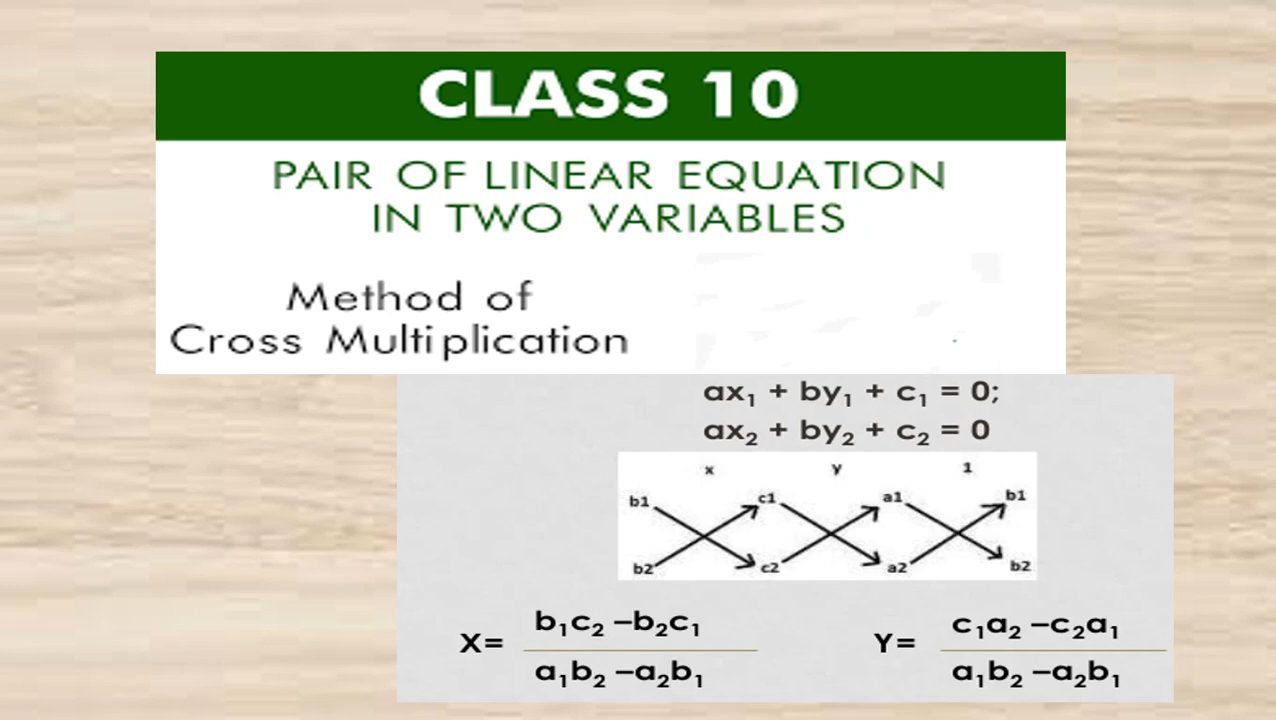 CLASS 10
PAIR OF LINEAR EQUATION
IN TWO VARIABLES
Method of
Cross Multiplication
ax₁ + by₁ + c₁ = 0;
ax₂ + by₂ + c₂ = 0
x y 1
b1 c1 a1 b1
b2 c2 a2 b2
X= b₁c₂ –b₂c₁ / a₁b₂ –a₂b₁
Y= c₁a₂ –c₂a₁ / a₁b₂ –a₂b₁